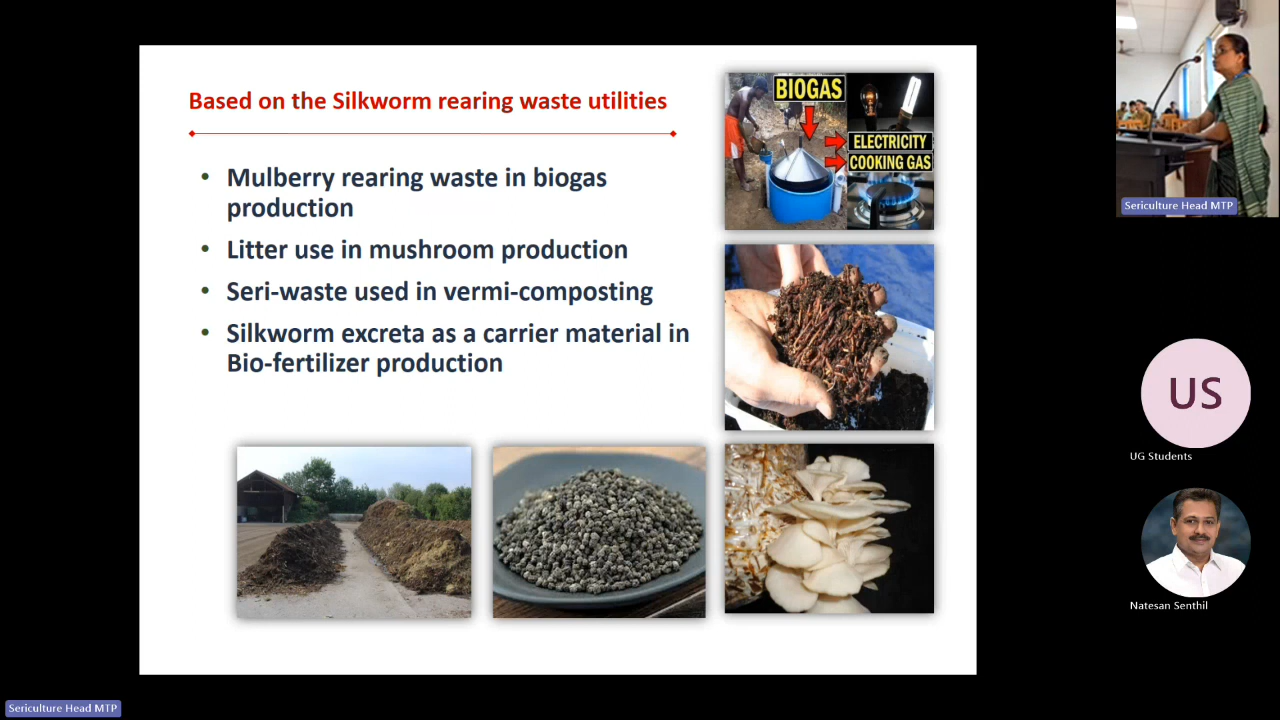 Based on the Silkworm rearing waste utilities
• Mulberry rearing waste in biogas
production
• Litter use in mushroom production
• Seri-waste used in vermi-composting
• Silkworm excreta as a carrier material in
Bio-fertilizer production
BIOGAS
ELECTRICITY
COOKING GAS
Sericulture Head MTP
US
UG Students
Natesan Senthil
Sericulture Head MTP